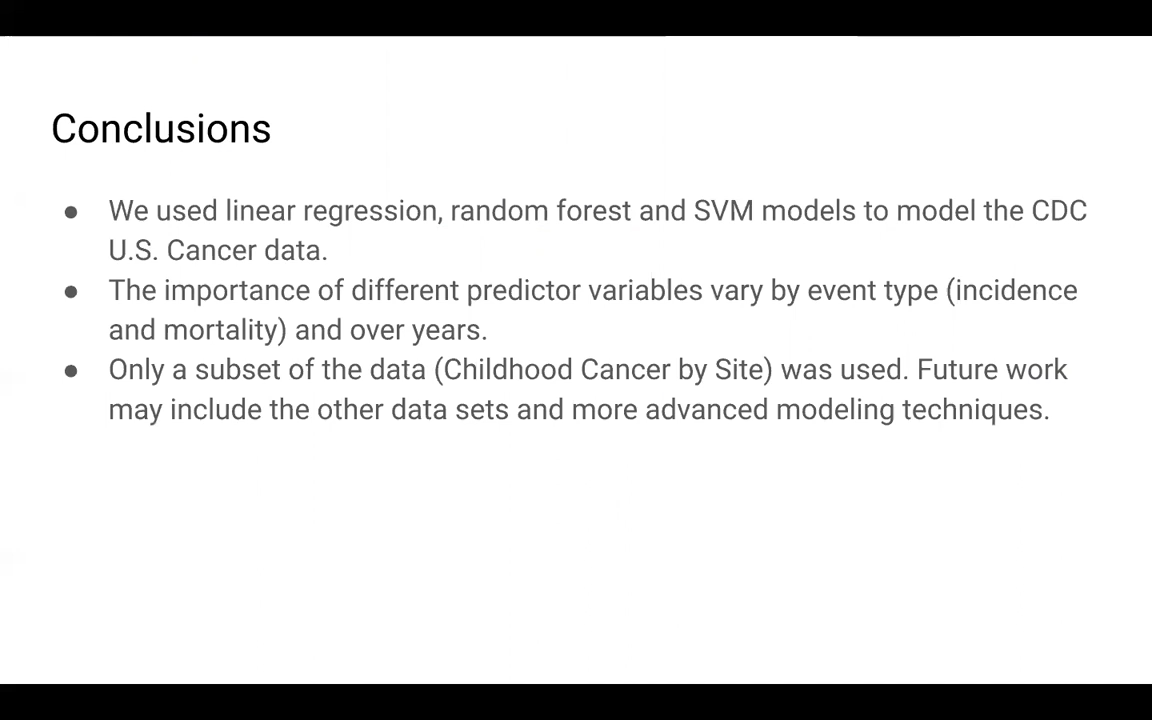 Conclusions
● We used linear regression, random forest and SVM models to model the CDC
U.S. Cancer data.
● The importance of different predictor variables vary by event type (incidence
and mortality) and over years.
● Only a subset of the data (Childhood Cancer by Site) was used. Future work
may include the other data sets and more advanced modeling techniques.